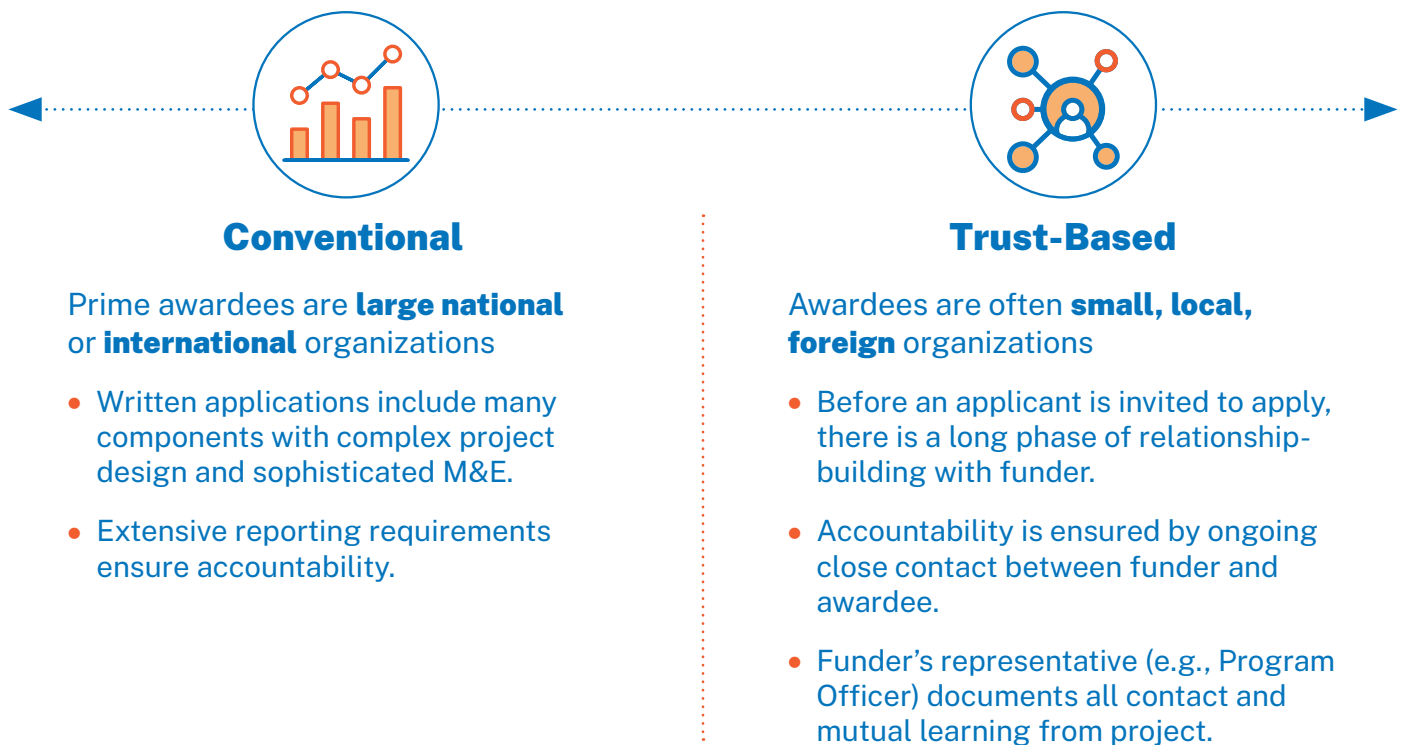 Conventional
Prime awardees are large national
or international organizations
• Written applications include many
components with complex project
design and sophisticated M&E.
• Extensive reporting requirements
ensure accountability.
Trust-Based
Awardees are often small, local,
foreign organizations
• Before an applicant is invited to apply,
there is a long phase of relationship-
building with funder.
• Accountability is ensured by ongoing
close contact between funder and
awardee.
• Funder’s representative (e.g., Program
Officer) documents all contact and
mutual learning from project.